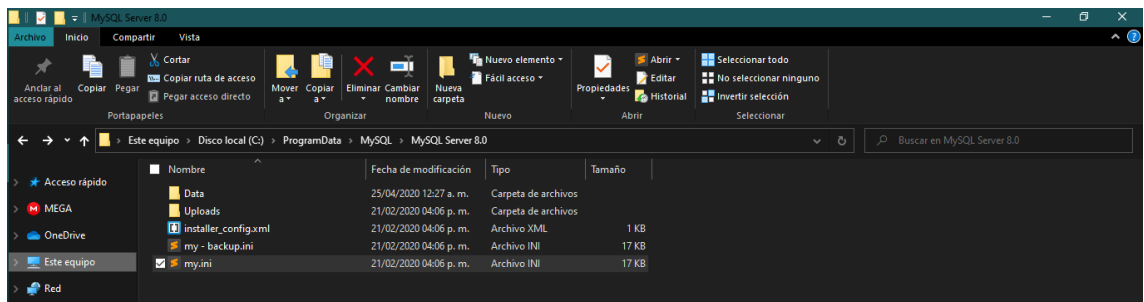 MySQL Server 8.0
Archivo Inicio Compartir Vista
Anclar al acceso rápido
Copiar
Pegar
Cortar
Copiar ruta de acceso
Pegar acceso directo
Portapapeles
Mover a
Copiar a
Eliminar
Cambiar nombre
Organizar
Nueva carpeta
Nuevo elemento
Fácil acceso
Nuevo
Propiedades
Abrir
Editar
Historial
Abrir
Seleccionar todo
No seleccionar ninguno
Invertir selección
Seleccionar
Este equipo > Disco local (C:) > ProgramData > MySQL > MySQL Server 8.0
Buscar en MySQL Server 8.0
Acceso rápido
MEGA
OneDrive
Este equipo
Red
Nombre Fecha de modificación Tipo Tamaño
Data 25/04/2020 12:27 a. m. Carpeta de archivos
Uploads 21/02/2020 04:06 p. m. Carpeta de archivos
installer_config.xml 21/02/2020 04:06 p. m. Archivo XML 1 KB
my - backup.ini 21/02/2020 04:06 p. m. Archivo INI 17 KB
my.ini 21/02/2020 04:06 p. m. Archivo INI 17 KB